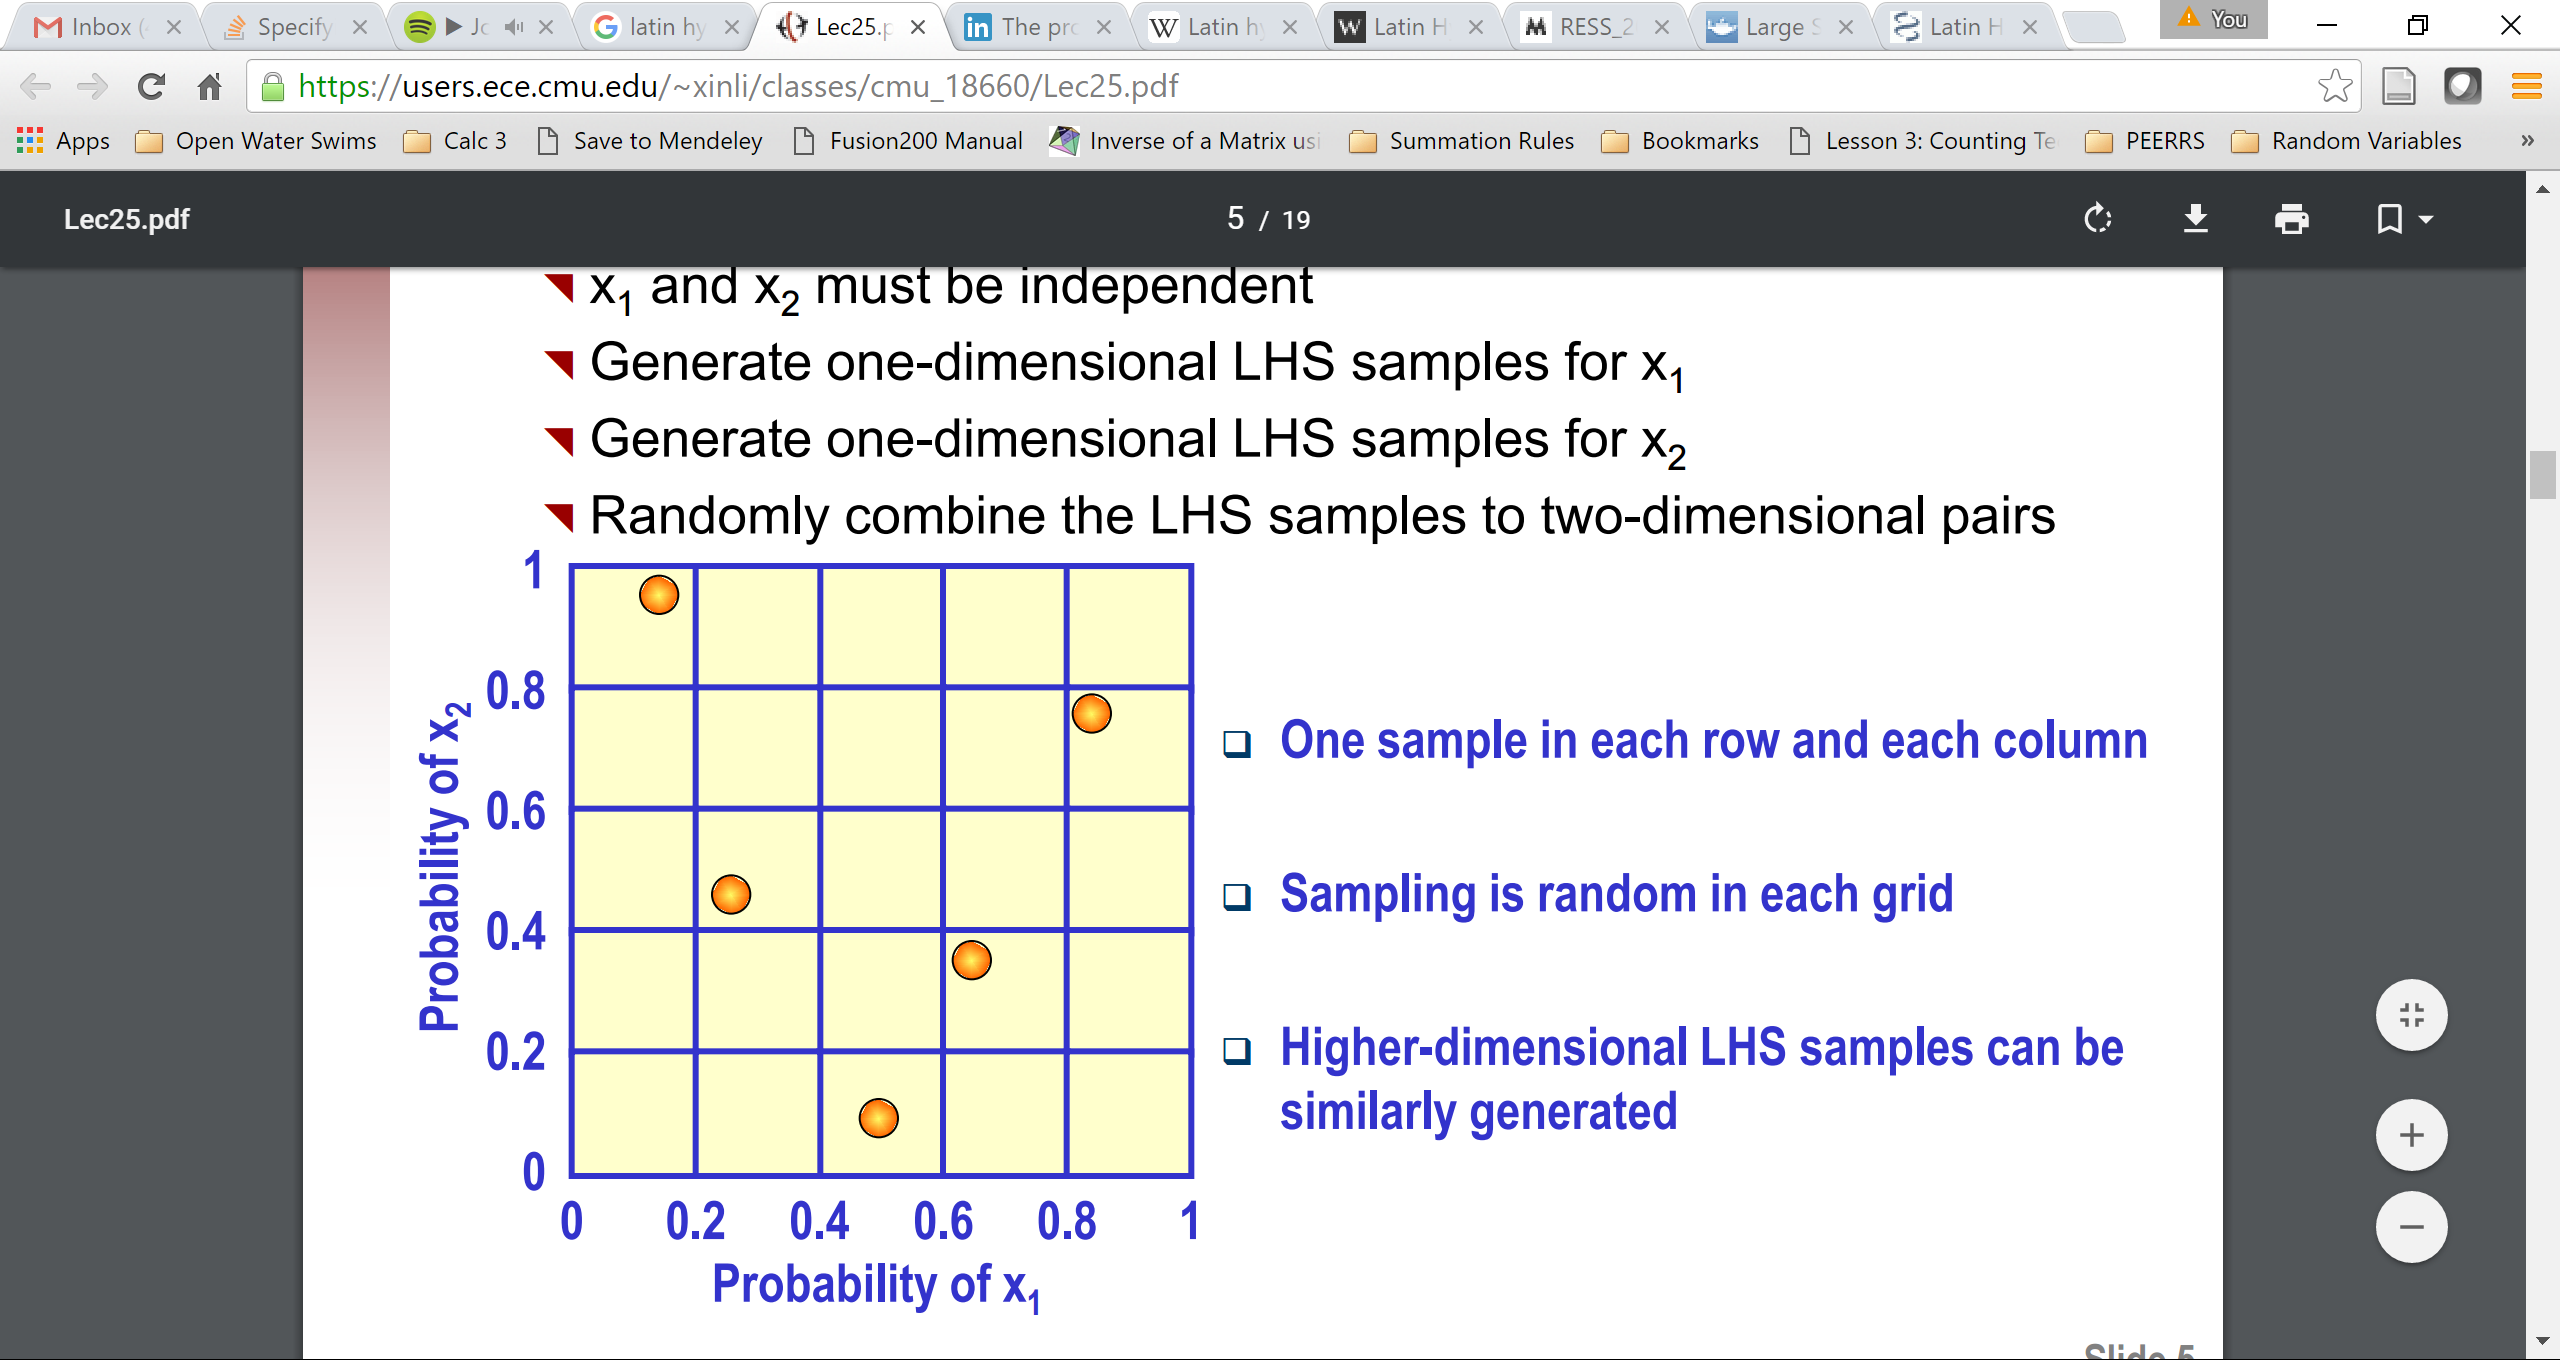 Inbox (
Specify
Jo
latin hy
Lec25.p
The pro
Latin hy
Latin H
RESS_2
Large S
Latin H
You
https://users.ece.cmu.edu/~xinli/classes/cmu_18660/Lec25.pdf
Apps
Open Water Swims
Calc 3
Save to Mendeley
Fusion200 Manual
Inverse of a Matrix usi
Summation Rules
Bookmarks
Lesson 3: Counting Te
PEERRS
Random Variables
»
Lec25.pdf
5 / 19
x1 and x2 must be independent
Generate one-dimensional LHS samples for x1
Generate one-dimensional LHS samples for x2
Randomly combine the LHS samples to two-dimensional pairs
1
0.8
0.6
0.4
0.2
0
Probability of x2
0 0.2 0.4 0.6 0.8 1
Probability of x1
One sample in each row and each column
Sampling is random in each grid
Higher-dimensional LHS samples can be
similarly generated
Slide 5